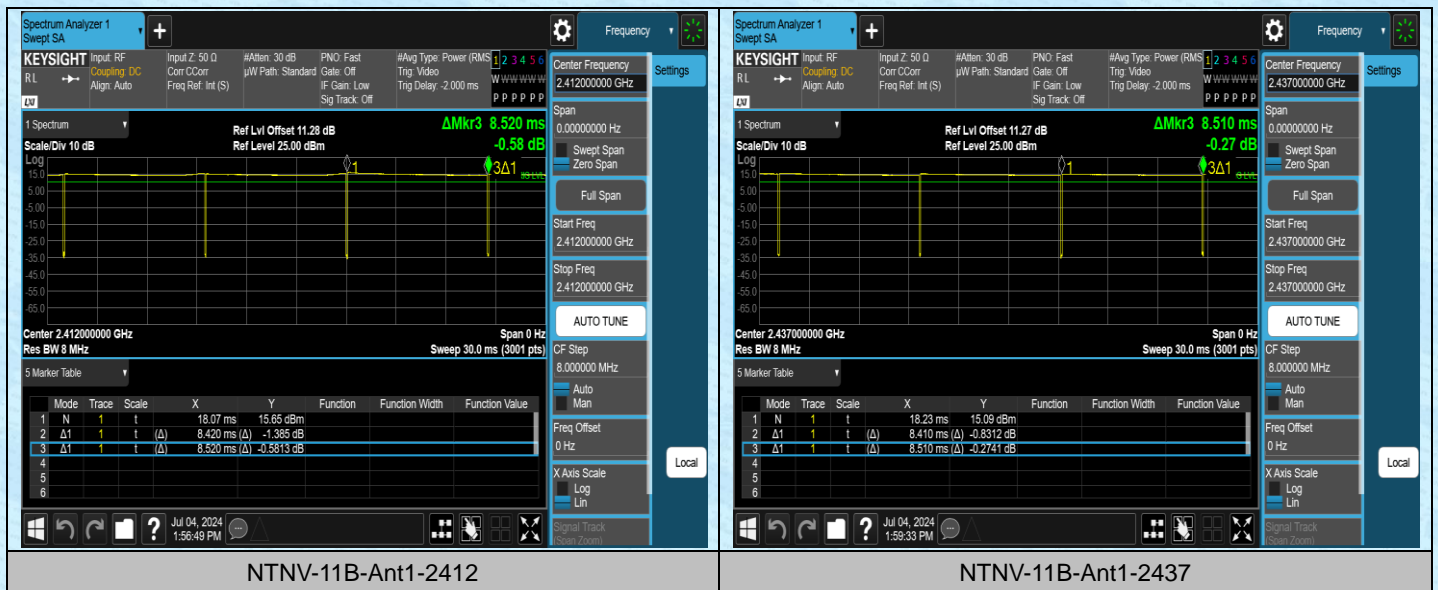 Spectrum Analyzer 1
Swept SA
Frequency
KEYSIGHT
RL
LXI
Input: RF
Coupling: DC
Align: Auto
Input Z: 50 Ω
Corr CCorr
Freq Ref: Int (S)
#Atten: 30 dB
µW Path: Standard
PNO: Fast
Gate: Off
IF Gain: Low
Sig Track: Off
#Avg Type: Power (RMS
Trig: Video
Trig Delay: -2.000 ms
1 2 3 4 5 6
W W W W W W
P P P P P P
Center Frequency
2.412000000 GHz
Settings
1 Spectrum
Scale/Div 10 dB
Ref Lvl Offset 11.28 dB
Ref Level 25.00 dBm
ΔMkr3 8.520 ms
-0.58 dB
Log
15.0
5.00
-5.00
-15.0
-25.0
-35.0
-45.0
-55.0
-65.0
1
3Δ1
Center 2.412000000 GHz
Span 0 Hz
Res BW 8 MHz
Sweep 30.0 ms (3001 pts)
Span
0.00000000 Hz
Swept Span
Zero Span
Full Span
Start Freq
2.412000000 GHz
Stop Freq
2.412000000 GHz
AUTO TUNE
CF Step
8.000000 MHz
Auto
Man
Freq Offset
0 Hz
X Axis Scale
Log
Lin
Signal Track
(Span Zoom)
Local
5 Marker Table
Mode Trace Scale X Y Function Function Width Function Value
1 N 1 t 18.07 ms 15.65 dBm
2 Δ1 1 t (Δ) 8.420 ms (Δ) -1.385 dB
3 Δ1 1 t (Δ) 8.520 ms (Δ) -0.5813 dB
4
5
6
?
Jul 04, 2024
1:56:49 PM
NTNV-11B-Ant1-2412
Spectrum Analyzer 1
Swept SA
Frequency
KEYSIGHT
RL
LXI
Input: RF
Coupling: DC
Align: Auto
Input Z: 50 Ω
Corr CCorr
Freq Ref: Int (S)
#Atten: 30 dB
µW Path: Standard
PNO: Fast
Gate: Off
IF Gain: Low
Sig Track: Off
#Avg Type: Power (RMS
Trig: Video
Trig Delay: -2.000 ms
1 2 3 4 5 6
W W W W W W
P P P P P P
Center Frequency
2.437000000 GHz
Settings
1 Spectrum
Scale/Div 10 dB
Ref Lvl Offset 11.27 dB
Ref Level 25.00 dBm
ΔMkr3 8.510 ms
-0.27 dB
Log
15.0
5.00
-5.00
-15.0
-25.0
-35.0
-45.0
-55.0
-65.0
1
3Δ1
Center 2.437000000 GHz
Span 0 Hz
Res BW 8 MHz
Sweep 30.0 ms (3001 pts)
Span
0.00000000 Hz
Swept Span
Zero Span
Full Span
Start Freq
2.437000000 GHz
Stop Freq
2.437000000 GHz
AUTO TUNE
CF Step
8.000000 MHz
Auto
Man
Freq Offset
0 Hz
X Axis Scale
Log
Lin
Signal Track
(Span Zoom)
Local
5 Marker Table
Mode Trace Scale X Y Function Function Width Function Value
1 N 1 t 18.23 ms 15.09 dBm
2 Δ1 1 t (Δ) 8.410 ms (Δ) -0.8312 dB
3 Δ1 1 t (Δ) 8.510 ms (Δ) -0.2741 dB
4
5
6
?
Jul 04, 2024
1:59:33 PM
NTNV-11B-Ant1-2437